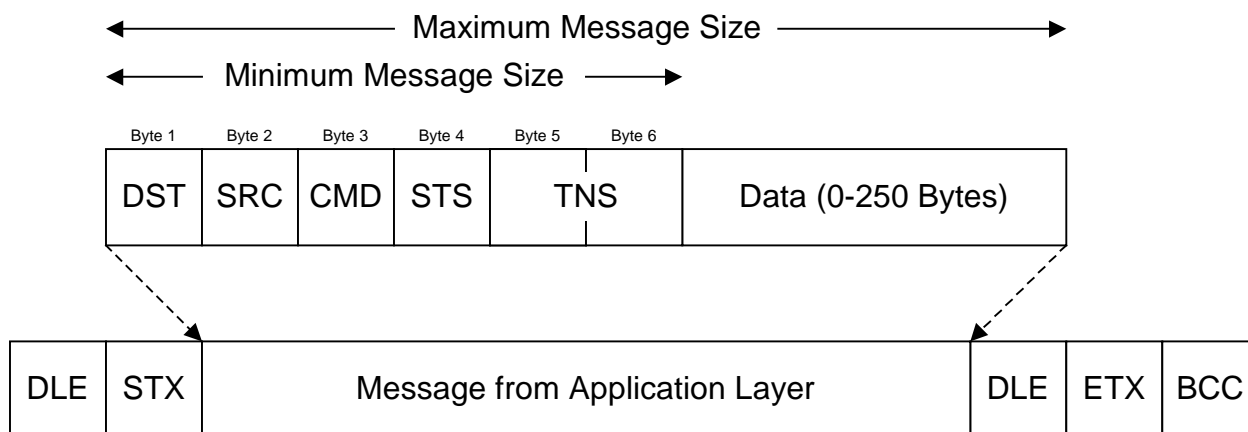 Maximum Message Size
Minimum Message Size
Byte 1 Byte 2 Byte 3 Byte 4 Byte 5 Byte 6
DST SRC CMD STS TNS Data (0-250 Bytes)
DLE STX Message from Application Layer DLE ETX BCC